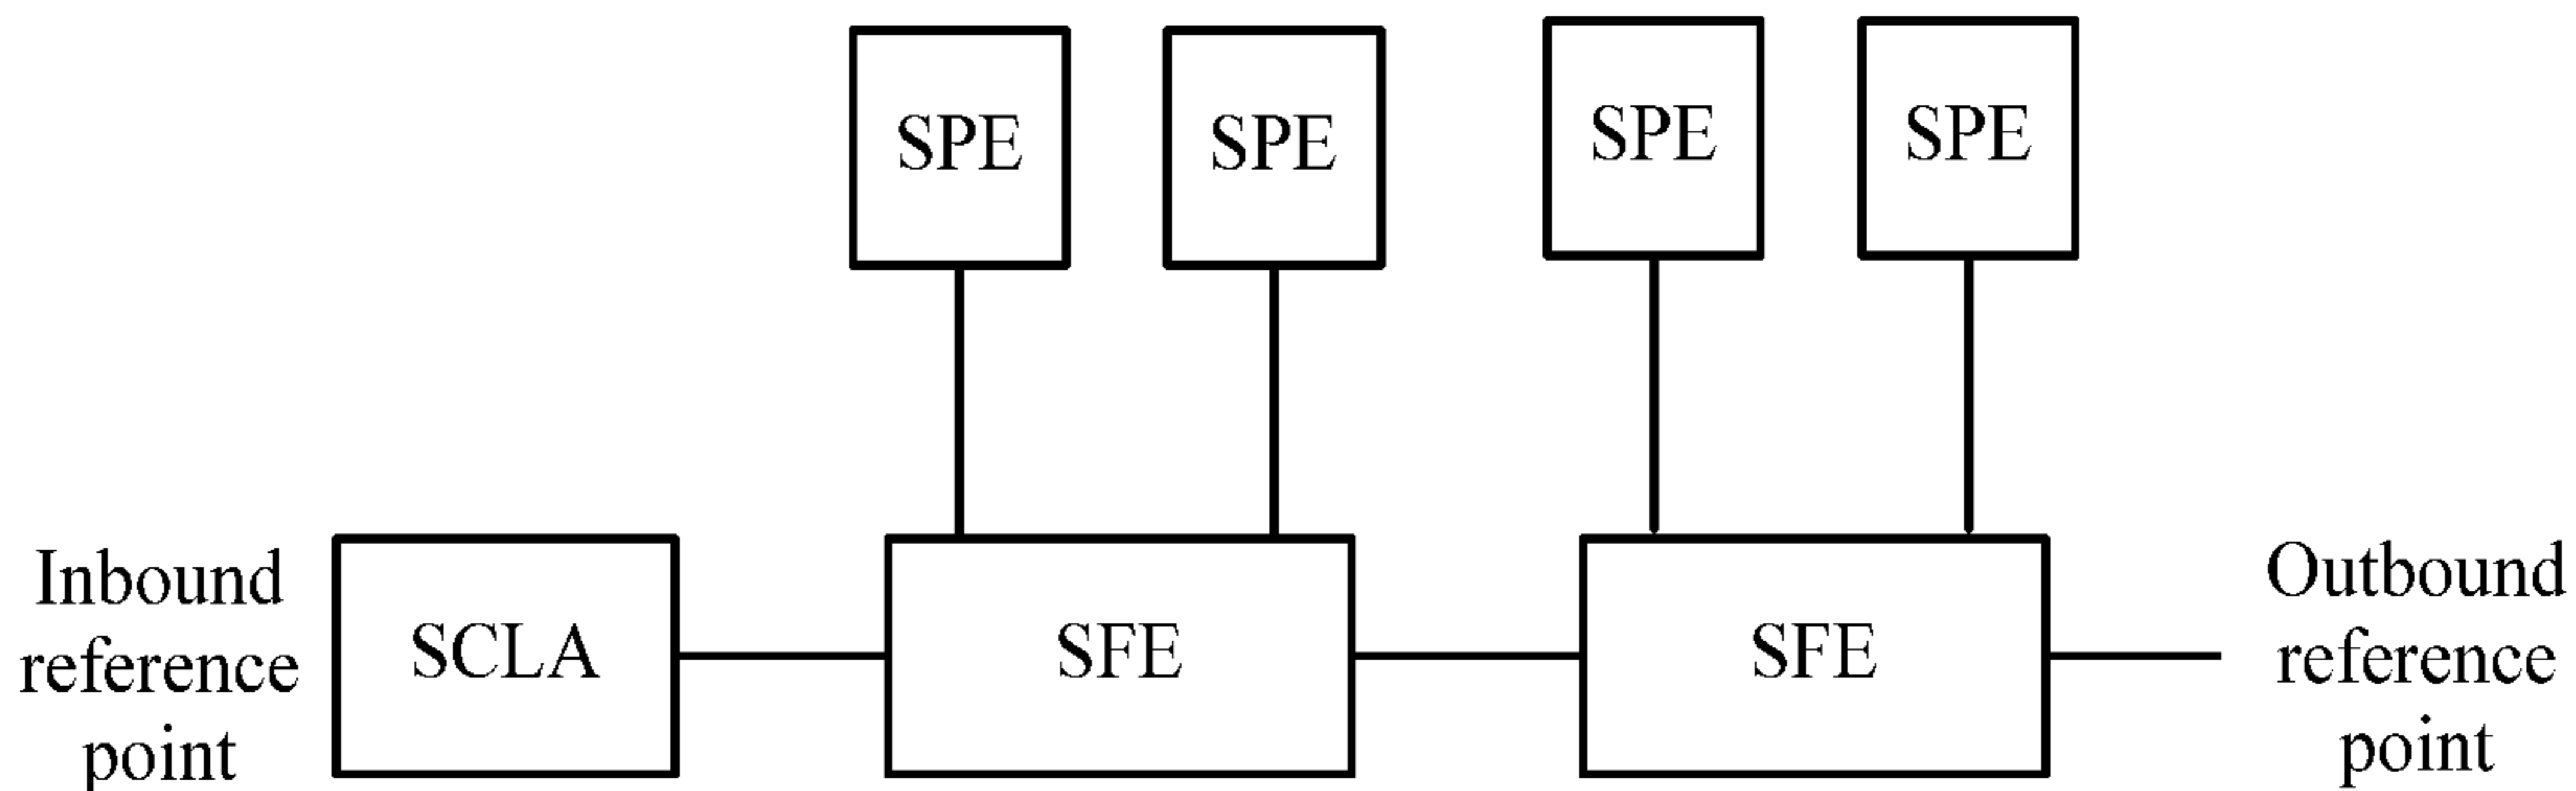 SPE
SPE
SPE
SPE
Inbound
reference
point
SCLA
SFE
SFE
Outbound
reference
point